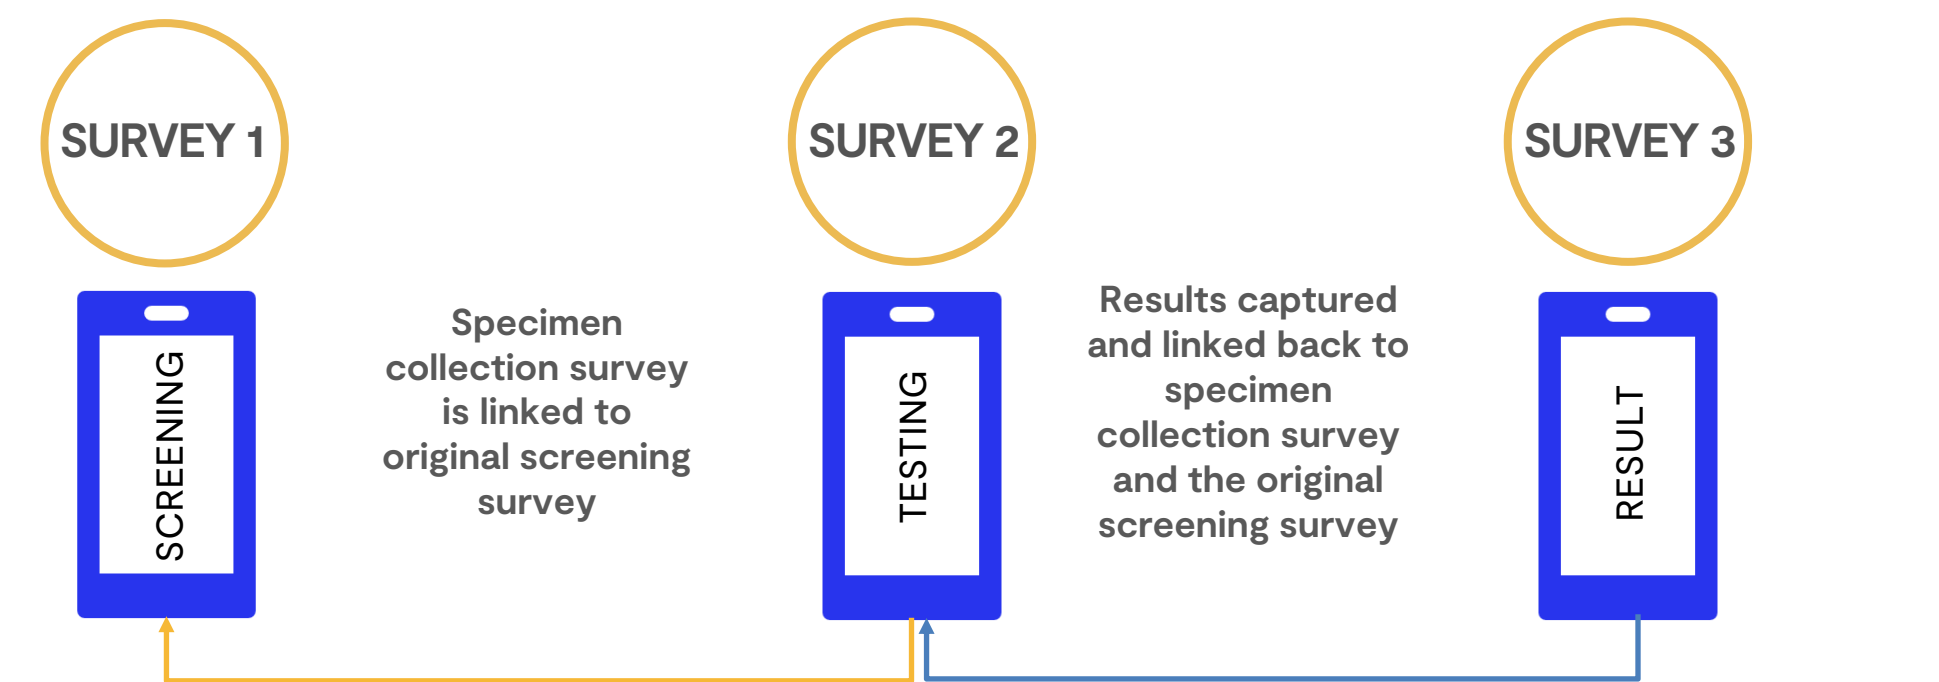 SURVEY 1
SURVEY 2
SURVEY 3
SCREENING
Specimen
collection survey
is linked to
original screening
survey
TESTING
Results captured
and linked back to
specimen
collection survey
and the original
screening survey
RESULT